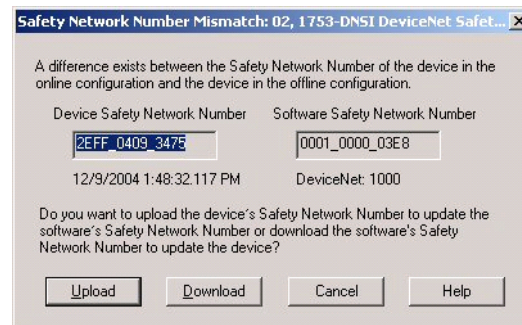 Safety Network Number Mismatch: 02, 1753-DNSI DeviceNet Safet...
A difference exists between the Safety Network Number of the device in the
online configuration and the device in the offline configuration.
Device Safety Network Number Software Safety Network Number
2EFF_0409_3475 0001_0000_03E8
12/9/2004 1:48:32.117 PM DeviceNet: 1000
Do you want to upload the device's Safety Network Number to update the
software's Safety Network Number or download the software's Safety
Network Number to update the device?
Upload Download Cancel Help